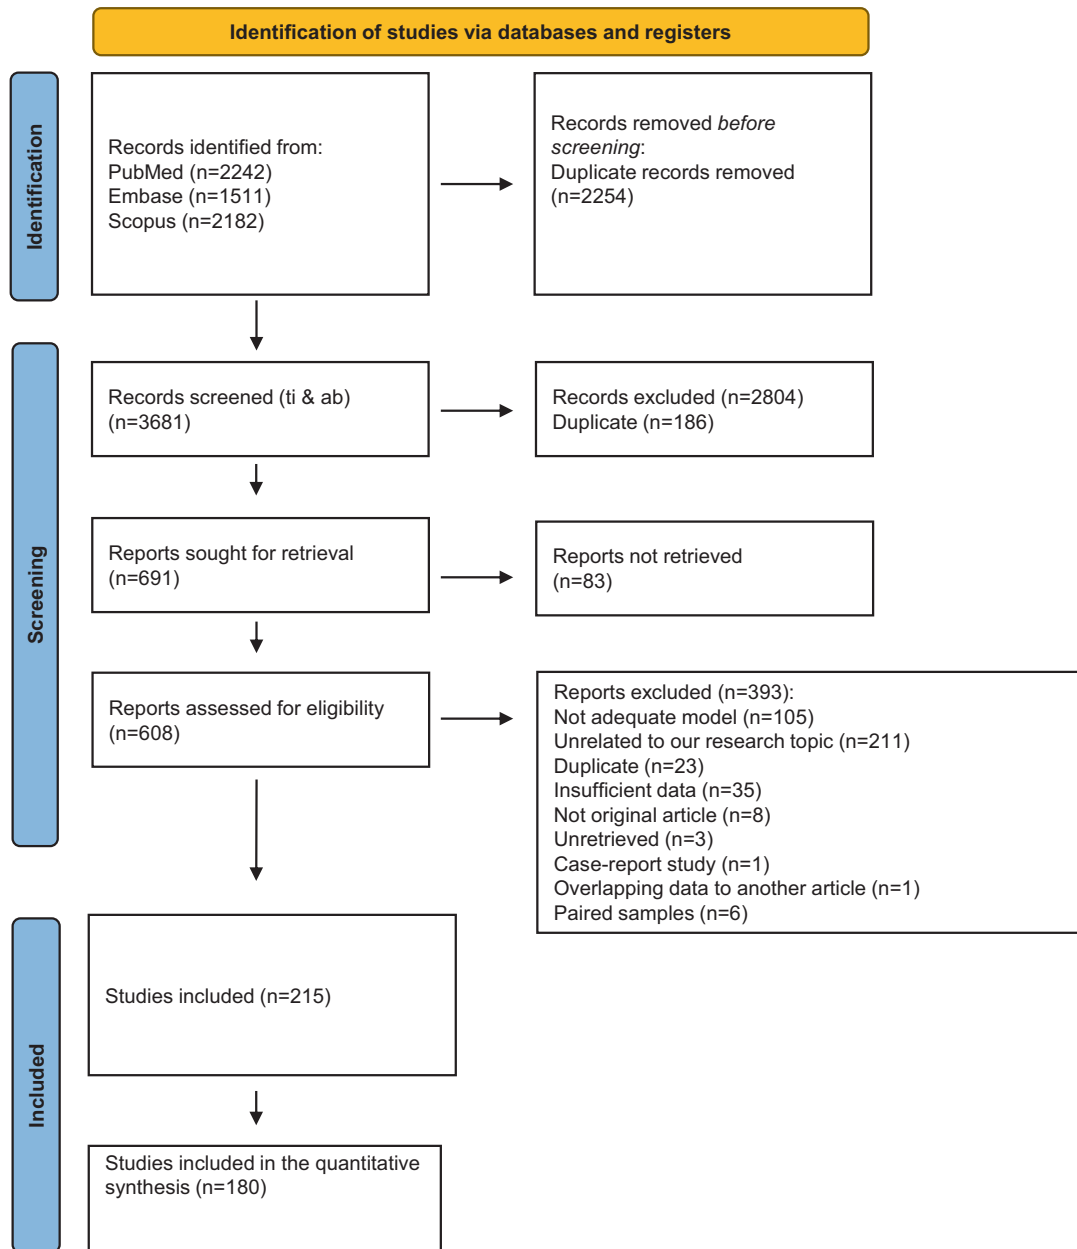 Identification of studies via databases and registers
Identification
Records identified from:
PubMed (n=2242)
Embase (n=1511)
Scopus (n=2182)
Records removed before
screening:
Duplicate records removed
(n=2254)
Screening
Records screened (ti & ab)
(n=3681)
Records excluded (n=2804)
Duplicate (n=186)
Reports sought for retrieval
(n=691)
Reports not retrieved
(n=83)
Reports assessed for eligibility
(n=608)
Reports excluded (n=393):
Not adequate model (n=105)
Unrelated to our research topic (n=211)
Duplicate (n=23)
Insufficient data (n=35)
Not original article (n=8)
Unretrieved (n=3)
Case-report study (n=1)
Overlapping data to another article (n=1)
Paired samples (n=6)
Included
Studies included (n=215)
Studies included in the quantitative
synthesis (n=180)